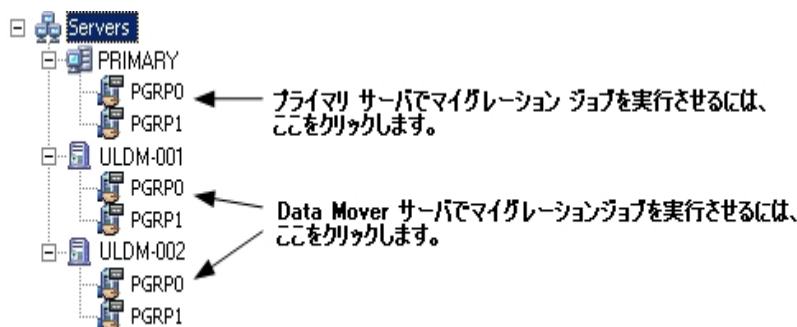 Servers
PRIMARY
PGRP0
PGRP1
プライマリ サーバでマイグレーション ジョブを実行させるには、
ここをクリックします。
ULDM-001
PGRP0
PGRP1
Data Mover サーバでマイグレーションジョブを実行させるには、
ここをクリックします。
ULDM-002
PGRP0
PGRP1